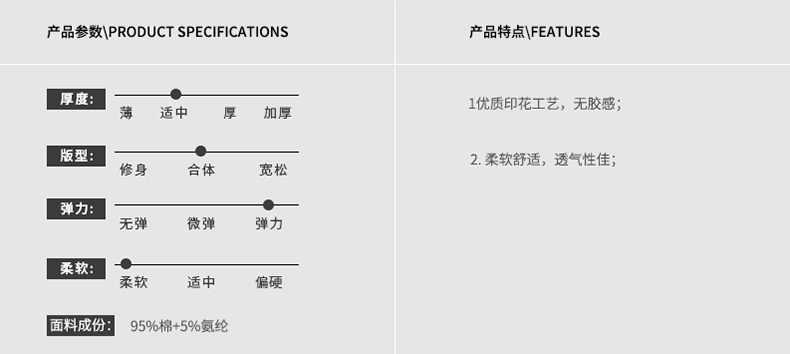 产品参数\PRODUCT SPECIFICATIONS
厚度:
薄 适中 厚 加厚
版型:
修身 合体 宽松
弹力:
无弹 微弹 弹力
柔软:
柔软 适中 偏硬
面料成份: 95%棉+5%氨纶
产品特点\FEATURES
1优质印花工艺，无胶感；
2. 柔软舒适，透气性佳；